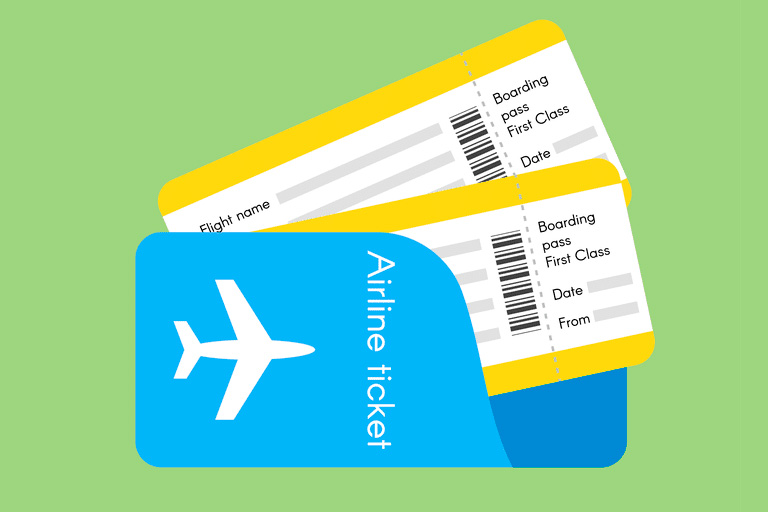 Boarding
pass
First Class
Date
Flight name
Boarding
pass
First Class
Date
From
Airline ticket